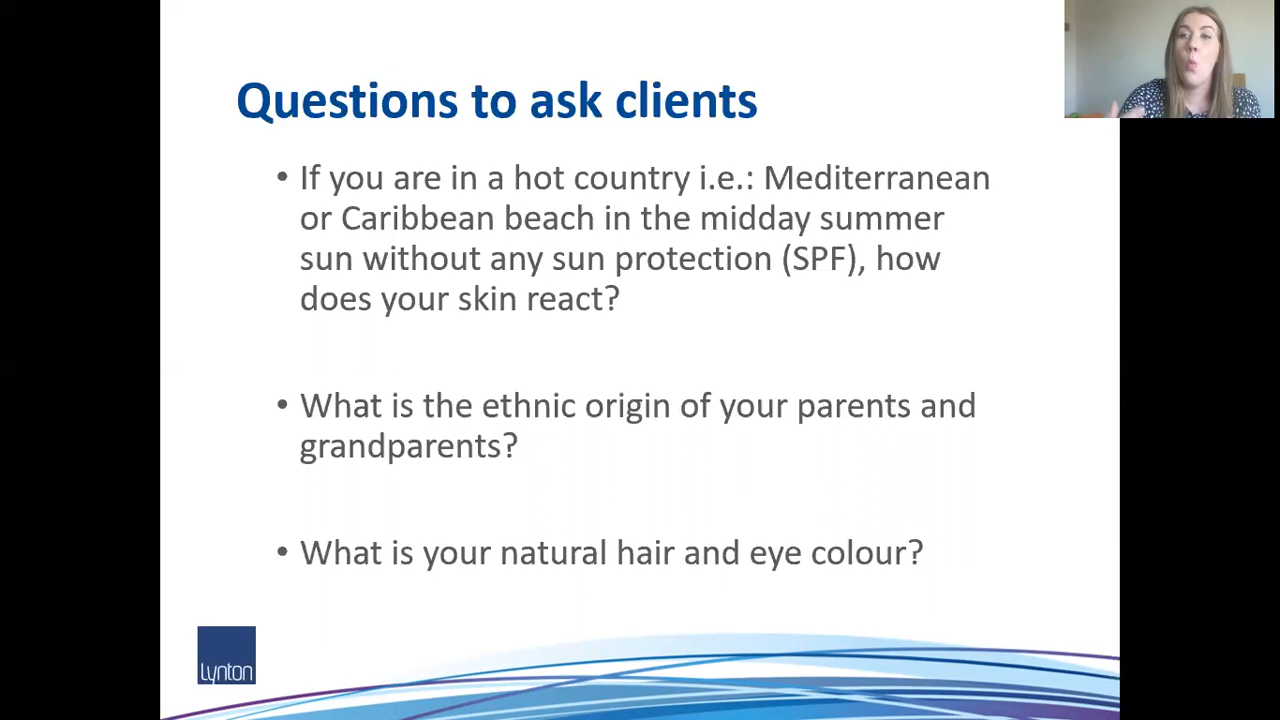 Questions to ask clients
• If you are in a hot country i.e.: Mediterranean
or Caribbean beach in the midday summer
sun without any sun protection (SPF), how
does your skin react?
• What is the ethnic origin of your parents and
grandparents?
• What is your natural hair and eye colour?
Lynton